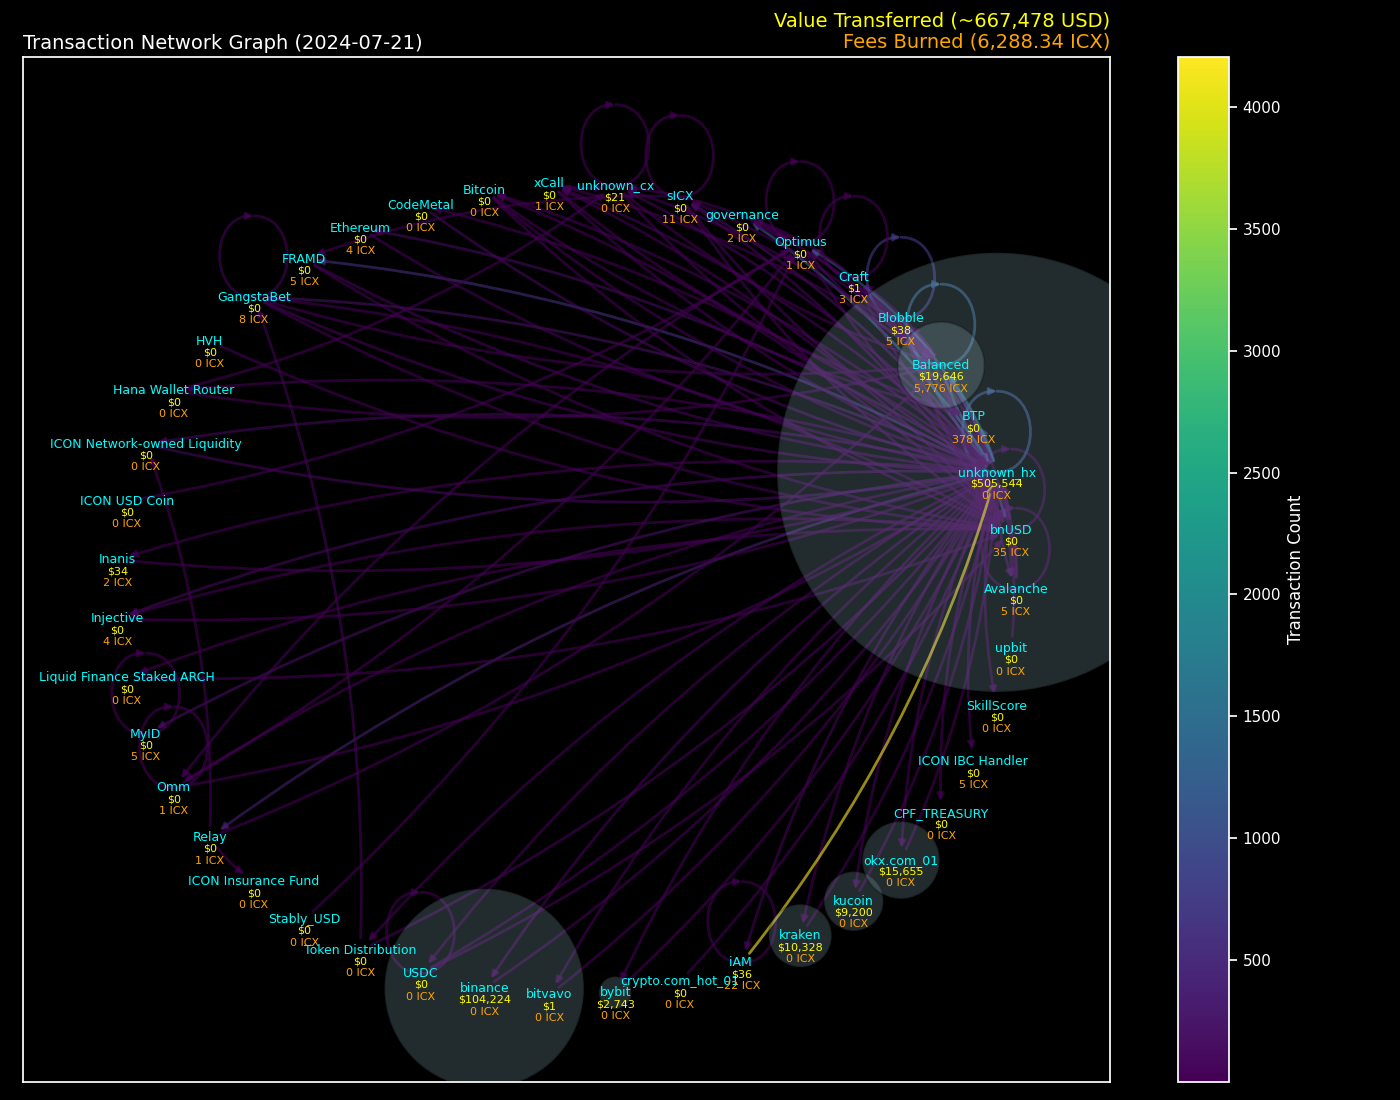 Value Transferred (~667,478 USD)
Transaction Network Graph (2024-07-21)
Fees Burned (6,288.34 ICX)
xCall
$0
1 ICX
unknown_cx
$21
0 ICX
Bitcoin
$0
0 ICX
sICX
$0
11 ICX
CodeMetal
$0
0 ICX
governance
$0
2 ICX
Ethereum
$0
4 ICX
Optimus
$0
1 ICX
FRAMD
$0
5 ICX
Craft
$1
3 ICX
GangstaBet
$0
8 ICX
Blobble
$38
5 ICX
HVH
$0
0 ICX
Balanced
$19,646
5,776 ICX
Hana Wallet Router
$0
0 ICX
BTP
$0
378 ICX
ICON Network-owned Liquidity
$0
0 ICX
unknown_hx
$505,544
0 ICX
ICON USD Coin
$0
0 ICX
bnUSD
$0
35 ICX
Inanis
$34
2 ICX
Avalanche
$0
5 ICX
Injective
$0
4 ICX
upbit
$0
0 ICX
Liquid Finance Staked ARCH
$0
0 ICX
SkillScore
$0
0 ICX
MyID
$0
5 ICX
ICON IBC Handler
$0
5 ICX
Omm
$0
1 ICX
CPF_TREASURY
$0
0 ICX
Relay
$0
1 ICX
okx.com_01
$15,655
0 ICX
ICON Insurance Fund
$0
0 ICX
kucoin
$9,200
0 ICX
Stably_USD
$0
0 ICX
kraken
$10,328
0 ICX
Token Distribution
$0
0 ICX
iAM
$36
22 ICX
USDC
$0
0 ICX
crypto.com_hot_01
$0
0 ICX
binance
$104,224
0 ICX
bitvavo
$1
0 ICX
bybit
$2,743
0 ICX
4000
3500
3000
2500
2000
1500
1000
500
Transaction Count